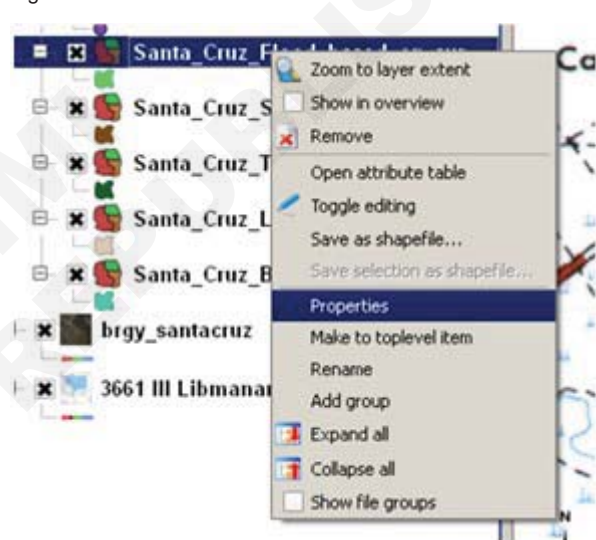 Santa_Cruz_
Zoom to layer extent
Ca
Show in overview
Santa_Cruz_S
Remove
Santa_Cruz_T
Open attribute table
Toggle editing
Santa_Cruz_L
Save as shapefile...
Save selection as shapefile...
Santa_Cruz_B
Properties
brgy_santacruz
Make to toplevel item
Rename
3661 III Libmanan
Add group
Expand all
Collapse all
Show file groups
N